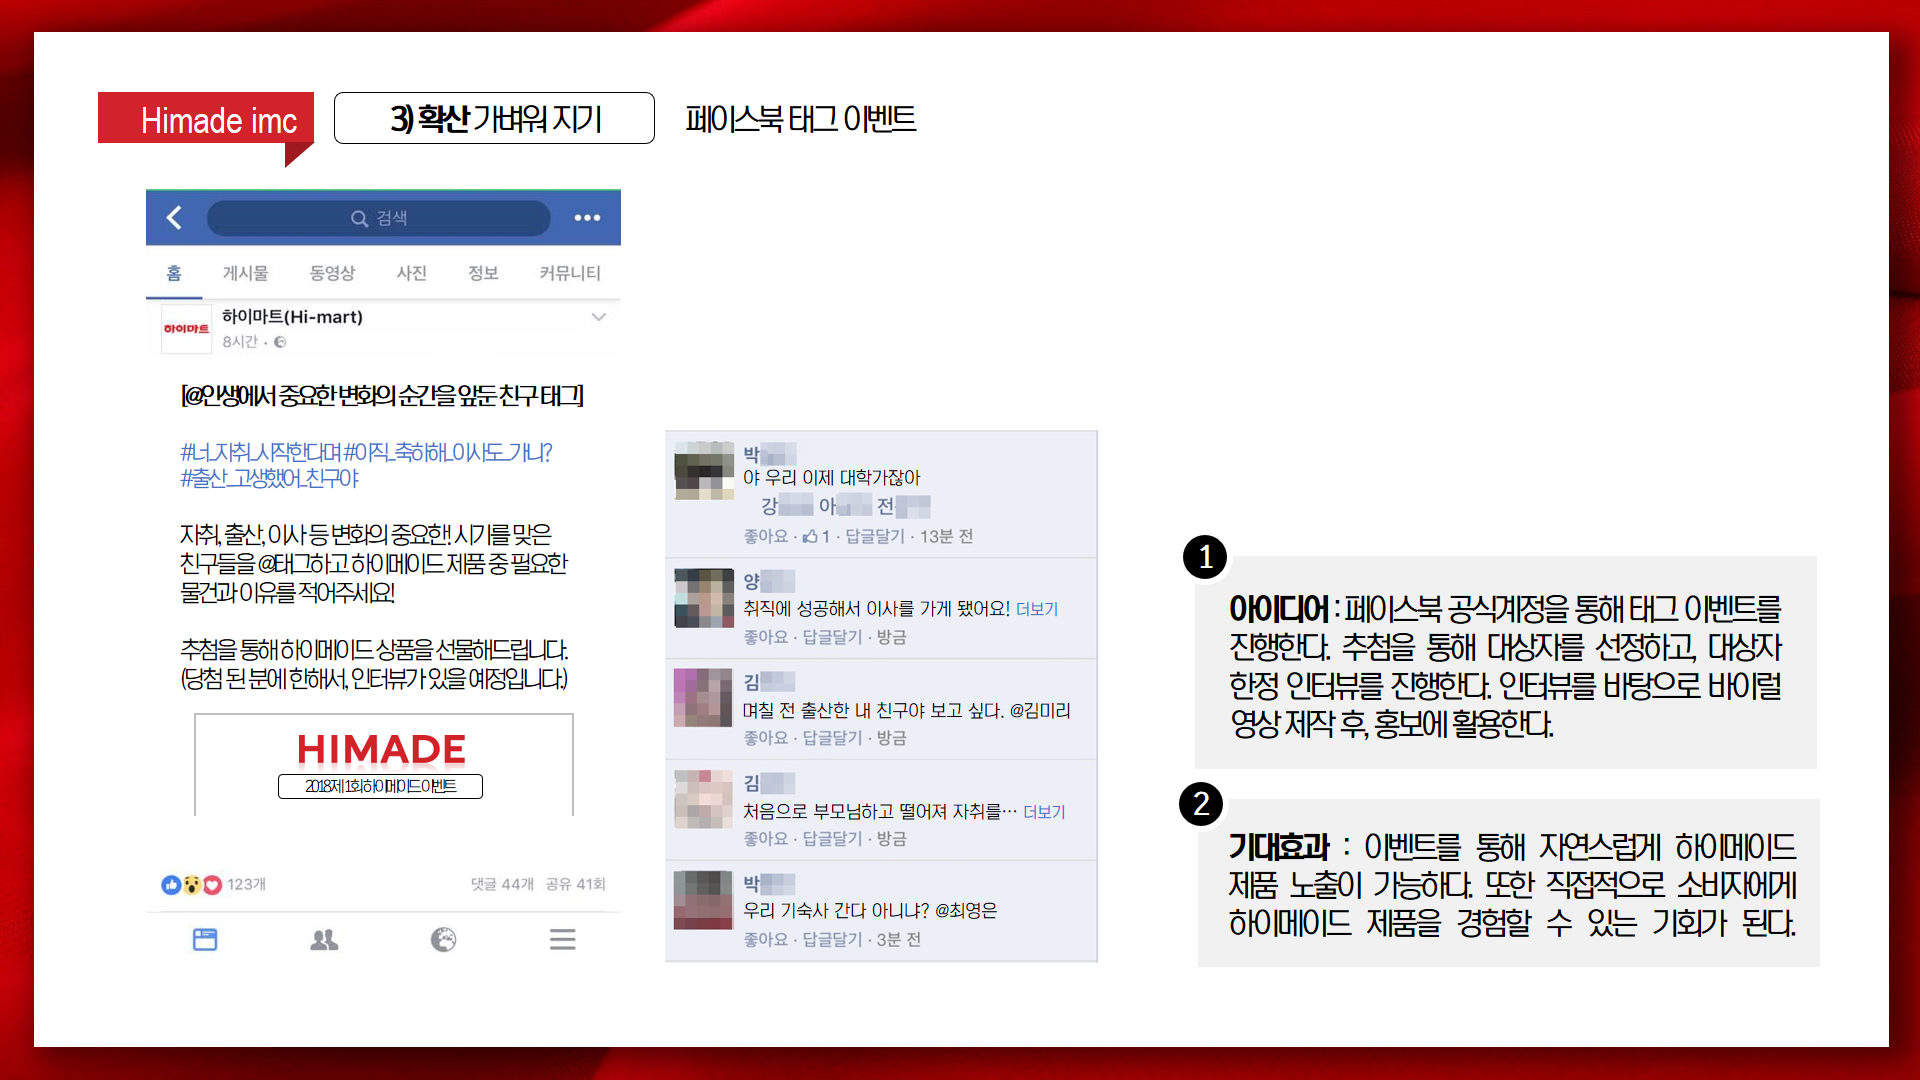 Himade imc
3) 확산 가벼워 지기
페이스북 태그 이벤트
검색
홈 게시물 동영상 사진 정보 커뮤니티
하이마트
하이마트(Hi-mart)
8시간 ·
[@인생에서 중요한 변화의 순간을 앞둔 친구 태그]
#너_자취_시작한다며 #이직_축하해_이사도_가니?
#출산_고생했어_친구야
자취, 출산, 이사 등 변화의 중요한! 시기를 맞은
친구들을 @태그하고 하이메이드 제품 중 필요한
물건과 이유를 적어주세요!
추첨을 통해 하이메이드 상품을 선물해드립니다.
(당첨 된 분에 한해서, 인터뷰가 있을 예정입니다.)
HIMADE
2018제1회하이메이드이벤트
123개
댓글 44개 공유 41회
박
야 우리 이제 대학가잖아
강 아 전
좋아요 · 1 · 답글달기 · 13분 전
양
취직에 성공해서 이사를 가게 됐어요! 더보기
좋아요 · 답글달기 · 방금
김
며칠 전 출산한 내 친구야 보고 싶다. @김미리
좋아요 · 답글달기 · 방금
김
처음으로 부모님하고 떨어져 자취를… 더보기
좋아요 · 답글달기 · 방금
박
우리 기숙사 간다 아니냐? @최영은
좋아요 · 답글달기 · 3분 전
1
아이디어 : 페이스북 공식계정을 통해 태그 이벤트를
진행한다. 추첨을 통해 대상자를 선정하고, 대상자
한정 인터뷰를 진행한다. 인터뷰를 바탕으로 바이럴
영상 제작 후, 홍보에 활용한다.
2
기대효과 : 이벤트를 통해 자연스럽게 하이메이드
제품 노출이 가능하다. 또한 직접적으로 소비자에게
하이메이드 제품을 경험할 수 있는 기회가 된다.